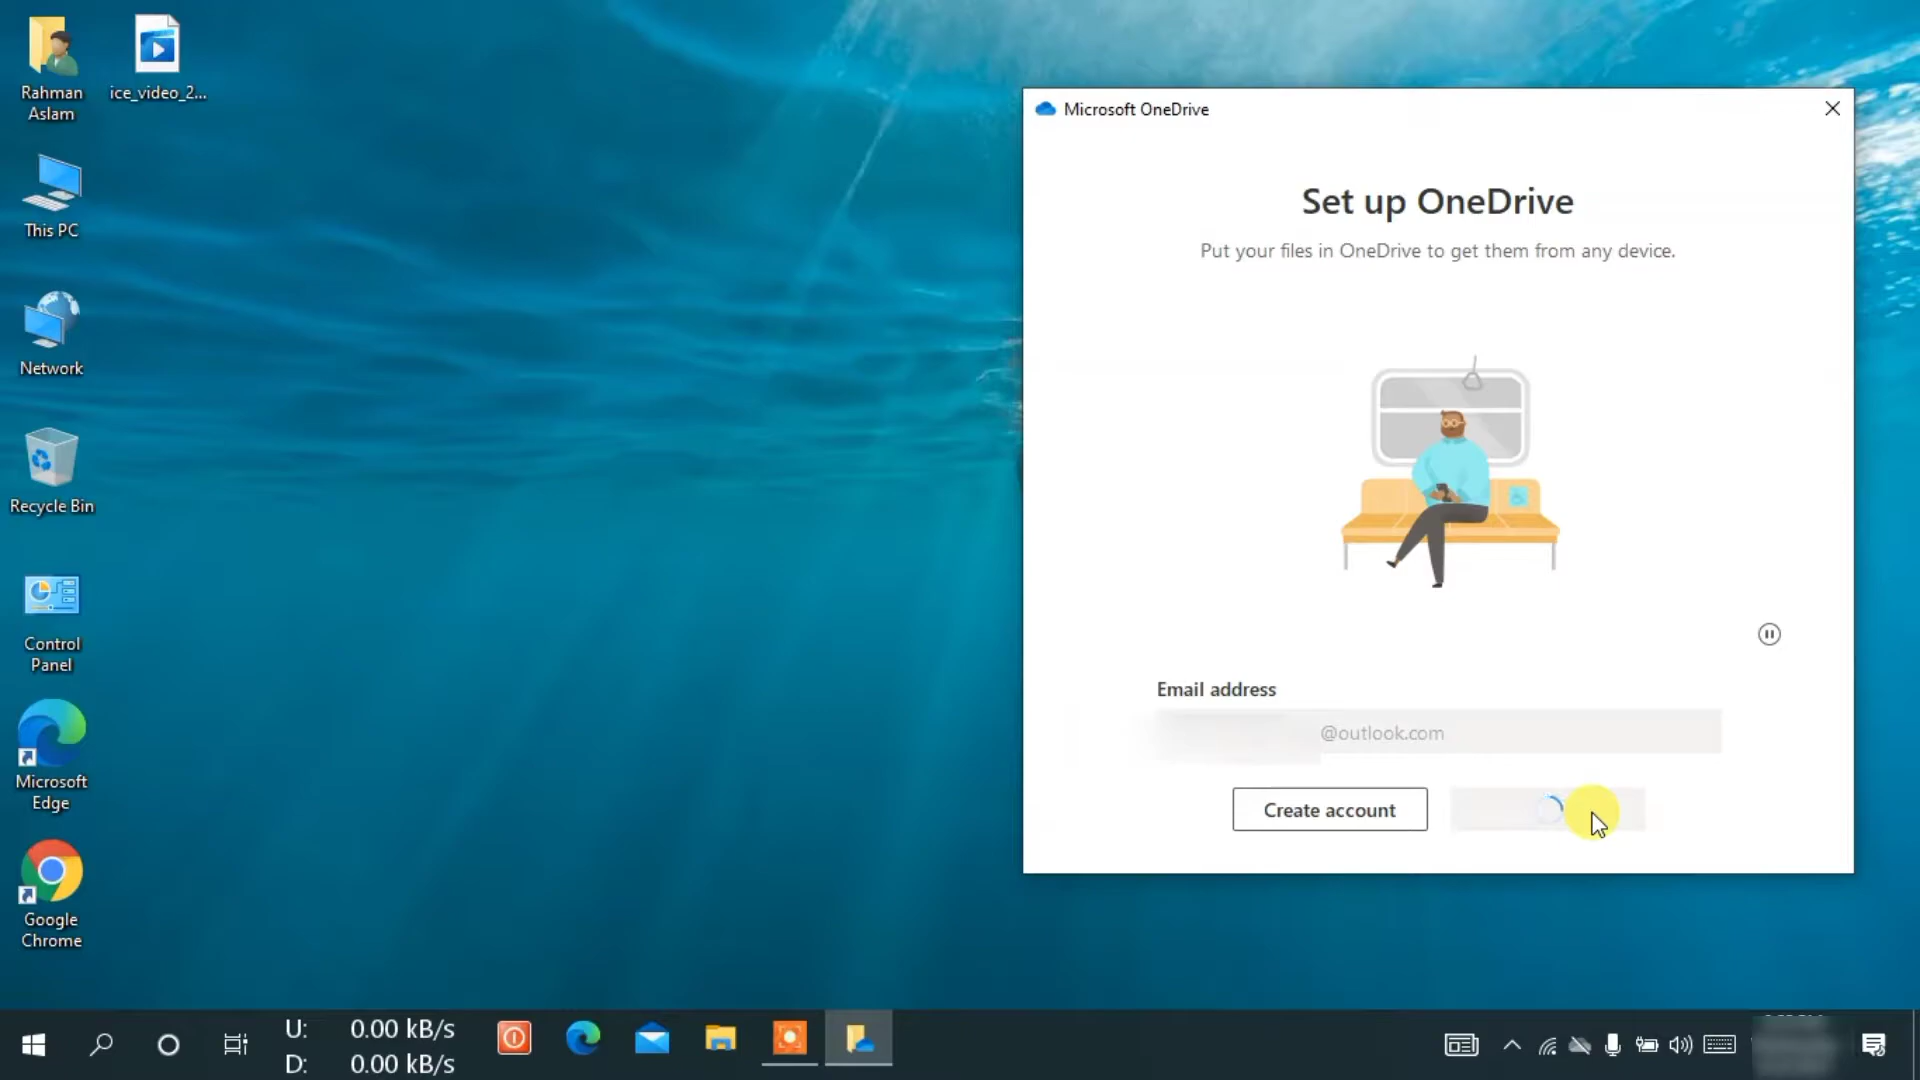 Rahman
Aslam
ice_video_2...
This PC
Network
Recycle Bin
Control
Panel
Microsoft
Edge
Google
Chrome
Microsoft OneDrive
Set up OneDrive
Put your files in OneDrive to get them from any device.
Email address
@outlook.com
Create account
U: 0.00 kB/s
D: 0.00 kB/s